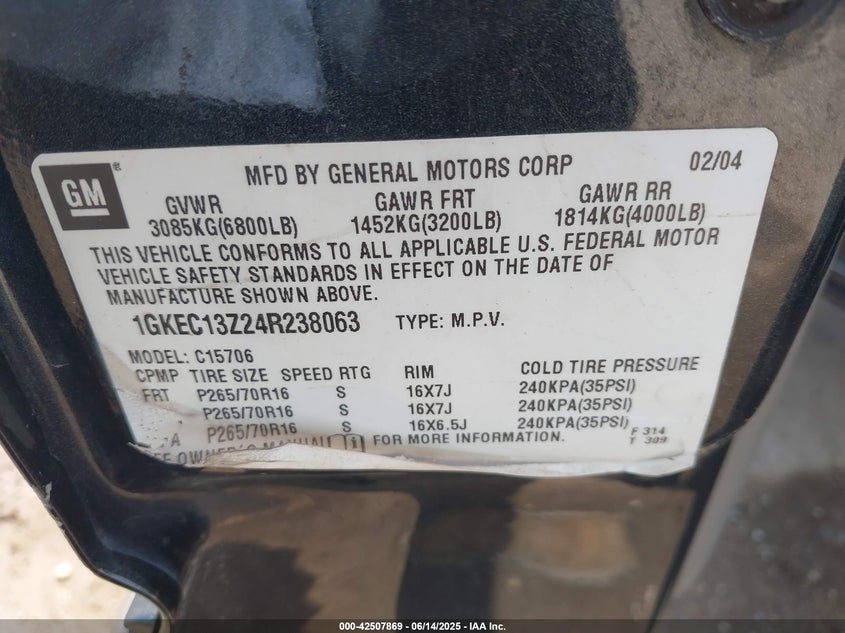 GM ®
MFD BY GENERAL MOTORS CORP 02/04
GVWR GAWR FRT GAWR RR
3085KG(6800LB) 1452KG(3200LB) 1814KG(4000LB)
THIS VEHICLE CONFORMS TO ALL APPLICABLE U.S. FEDERAL MOTOR
VEHICLE SAFETY STANDARDS IN EFFECT ON THE DATE OF
MANUFACTURE SHOWN ABOVE.
1GKEC13Z24R238063 TYPE: M.P.V.
MODEL: C15706
CPMP TIRE SIZE SPEED RTG RIM COLD TIRE PRESSURE
FRT P265/70R16 S 16X7J 240KPA(35PSI)
P265/70R16 S 16X7J 240KPA(35PSI)
A P265/70R16 S 16X6.5J 240KPA(35PSI)
OWNER'S MANUAL FOR MORE INFORMATION. F 314
T 309
000-42507869 - 06/14/2025 - IAA Inc.